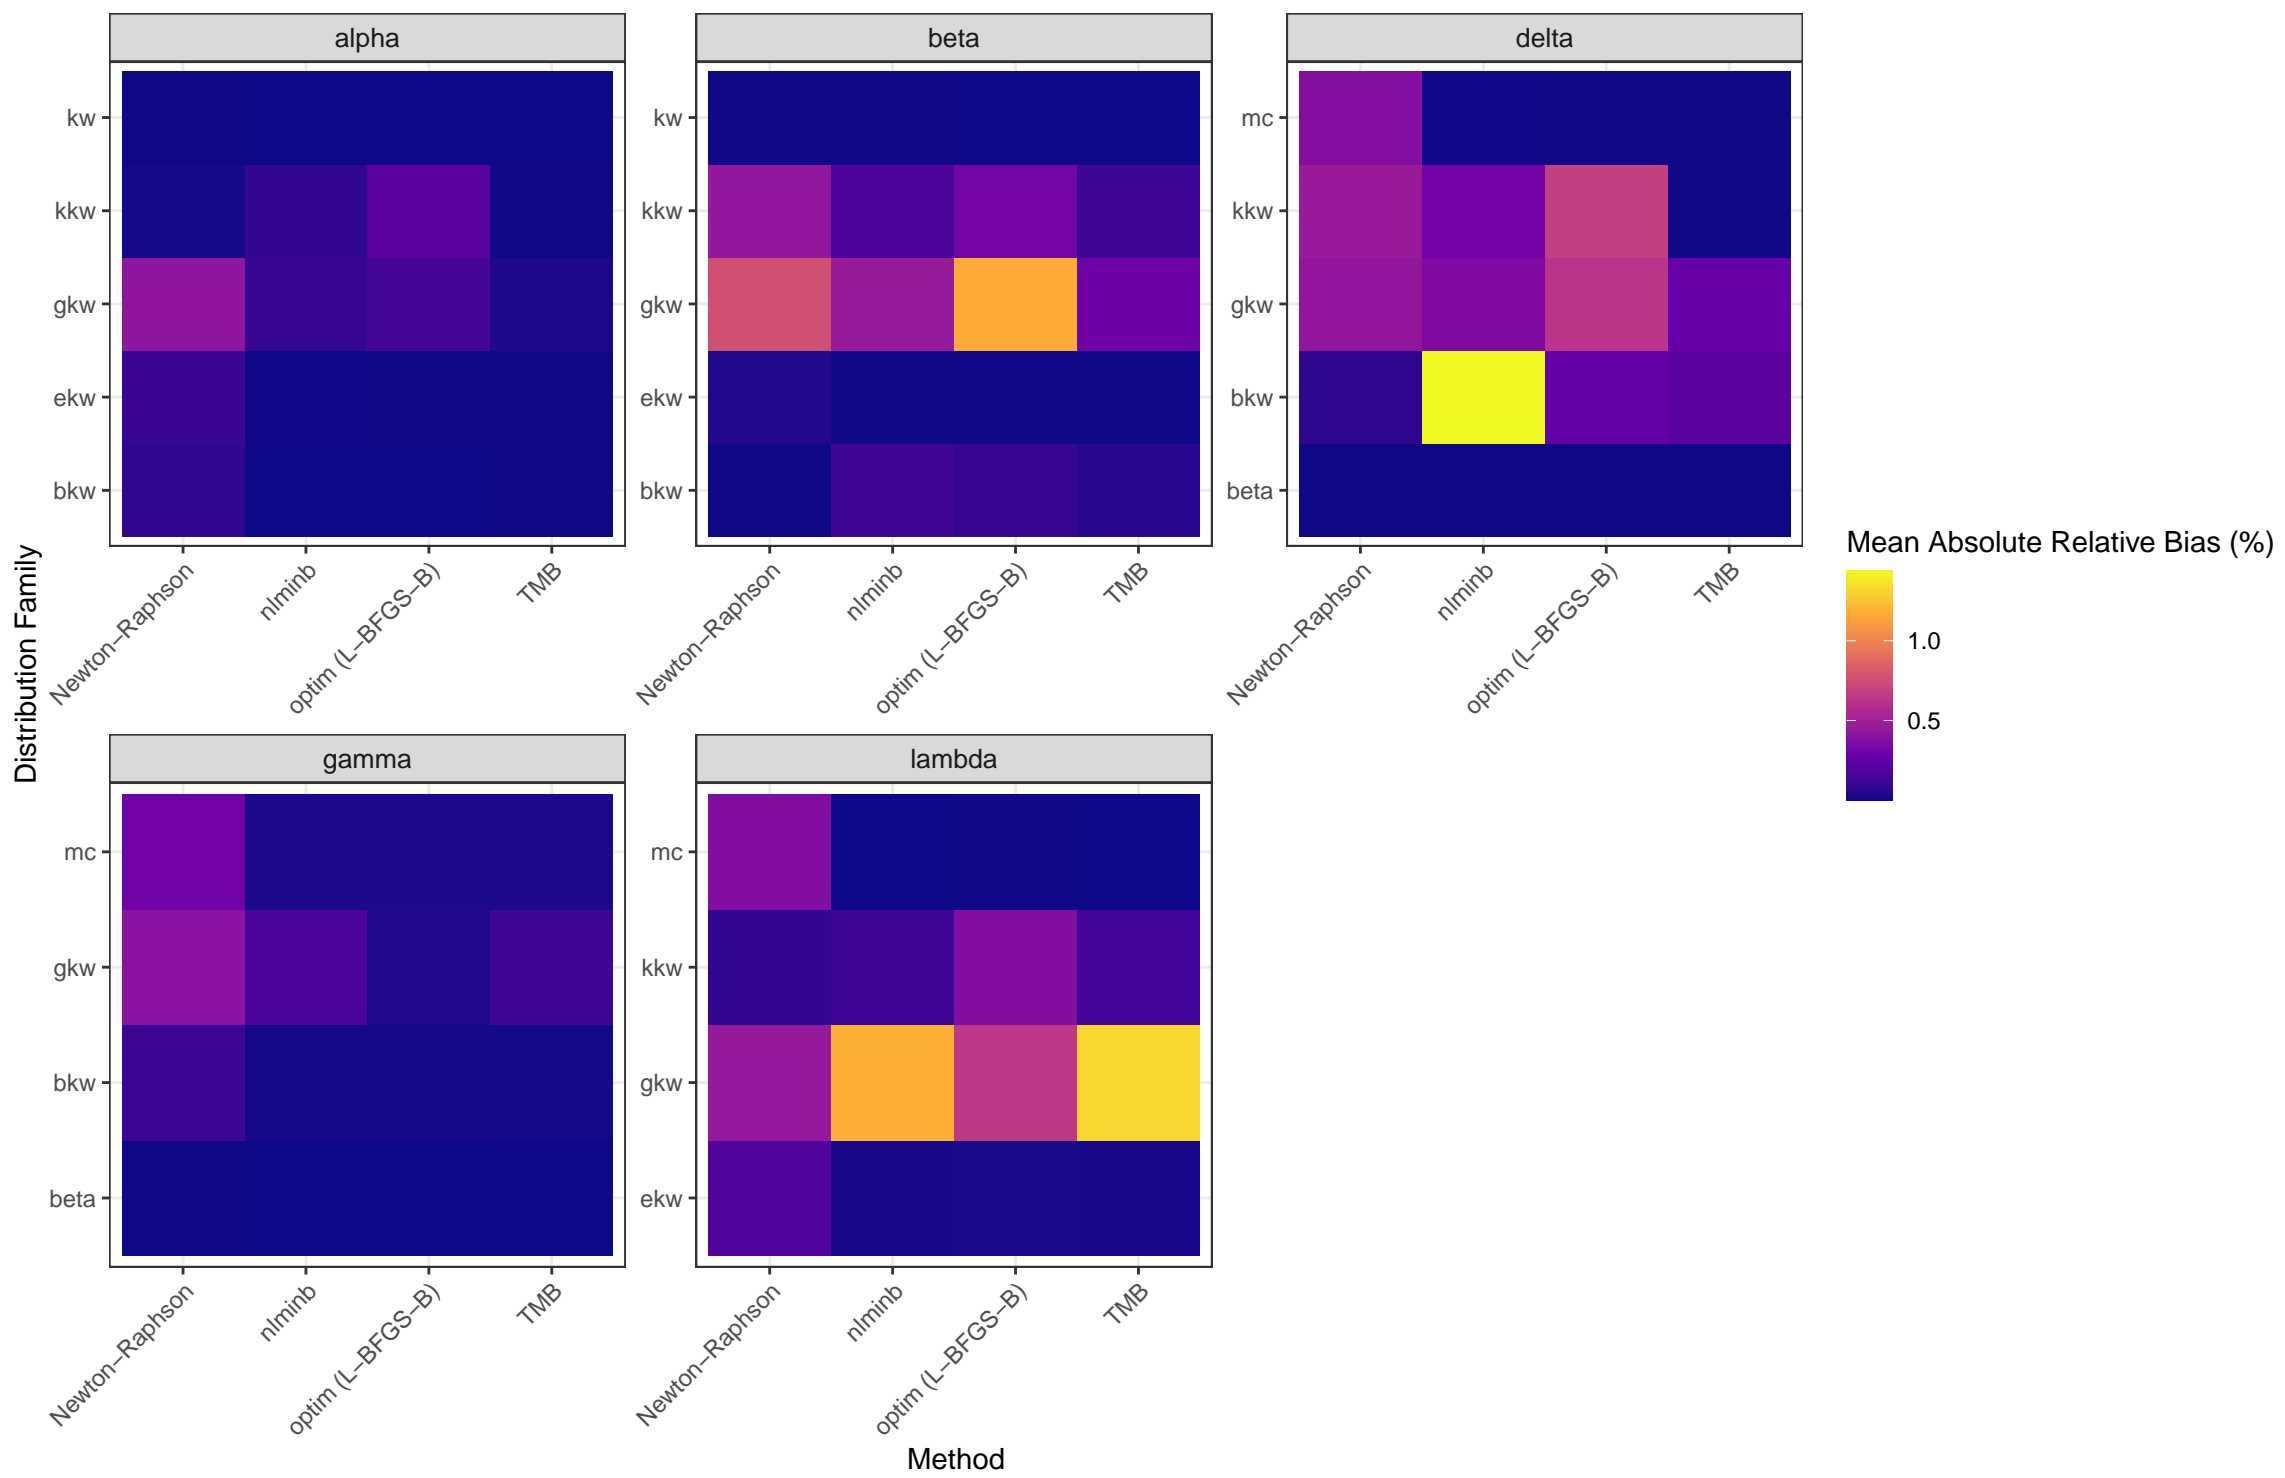 alpha
beta
delta
kw
kkw
gkw
ekw
bkw
kw
kkw
gkw
ekw
bkw
mc
kkw
gkw
bkw
beta
Newton−Raphson
nlminb
optim (L−BFGS−B)
TMB
Newton−Raphson
nlminb
optim (L−BFGS−B)
TMB
Newton−Raphson
nlminb
optim (L−BFGS−B)
TMB
Distribution Family
Mean Absolute Relative Bias (%)
1.0
0.5
gamma
lambda
mc
gkw
bkw
beta
mc
kkw
gkw
ekw
Newton−Raphson
nlminb
optim (L−BFGS−B)
TMB
Newton−Raphson
nlminb
optim (L−BFGS−B)
TMB
Method